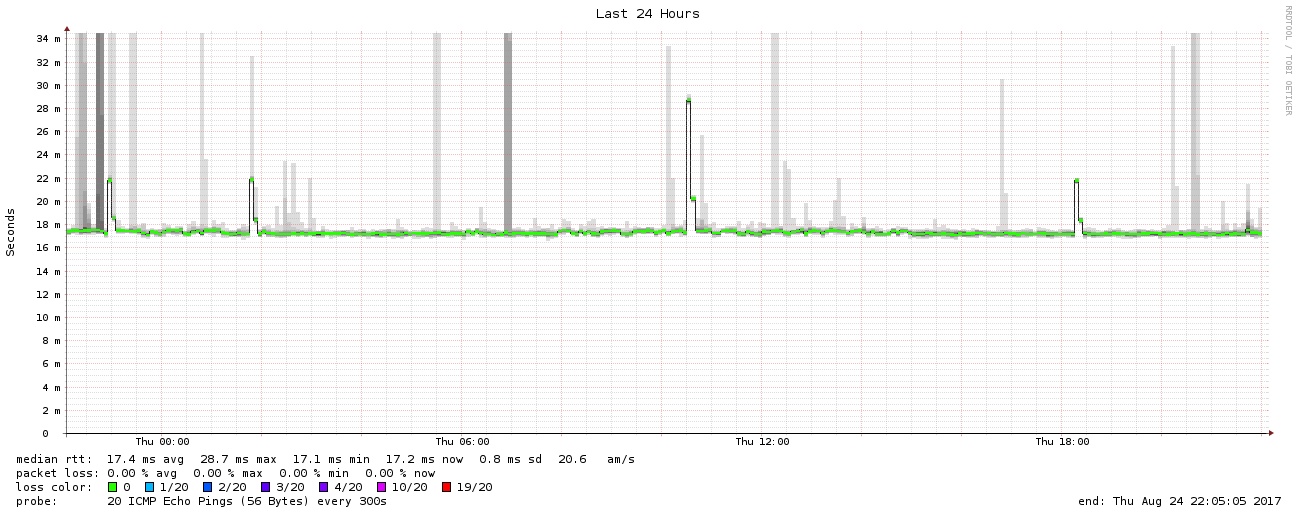 Last 24 Hours
RRDTOOL / TOBI OETIKER
Seconds
34 m
32 m
30 m
28 m
26 m
24 m
22 m
20 m
18 m
16 m
14 m
12 m
10 m
8 m
6 m
4 m
2 m
0
Thu 00:00 Thu 06:00 Thu 12:00 Thu 18:00
median rtt: 17.4 ms avg 28.7 ms max 17.1 ms min 17.2 ms now 0.8 ms sd 20.6 am/s
packet loss: 0.00 % avg 0.00 % max 0.00 % min 0.00 % now
loss color: 0 1/20 2/20 3/20 4/20 10/20 19/20
probe: 20 ICMP Echo Pings (56 Bytes) every 300s end: Thu Aug 24 22:05:05 2017